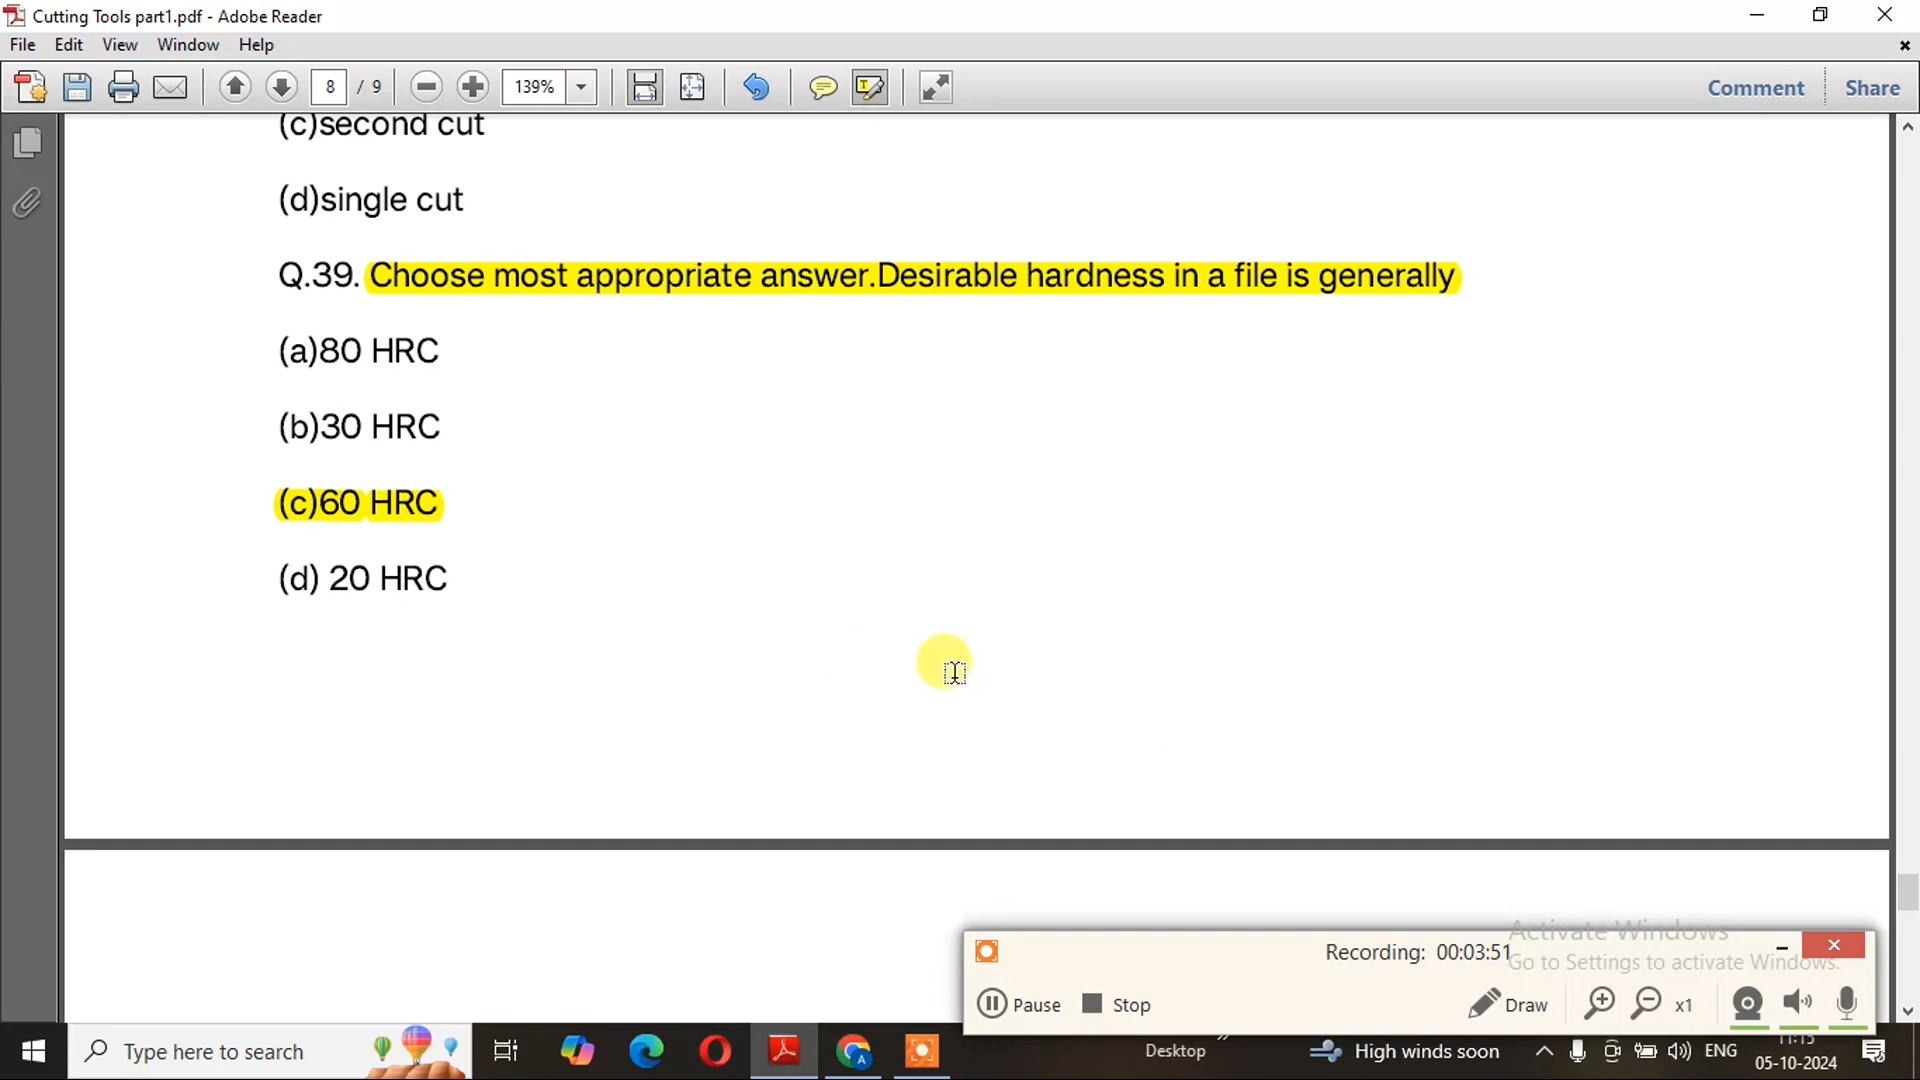 Cutting Tools part1.pdf - Adobe Reader
File Edit View Window Help
8 / 9 139% Comment Share
(c)second cut
(d)single cut
Q.39. Choose most appropriate answer.Desirable hardness in a file is generally
(a)80 HRC
(b)30 HRC
(c)60 HRC
(d) 20 HRC
Activate Windows
Recording: 00:03:51
Go to Settings to activate Windows.
Pause Stop Draw x1
Type here to search Desktop High winds soon ENG 11:15
05-10-2024